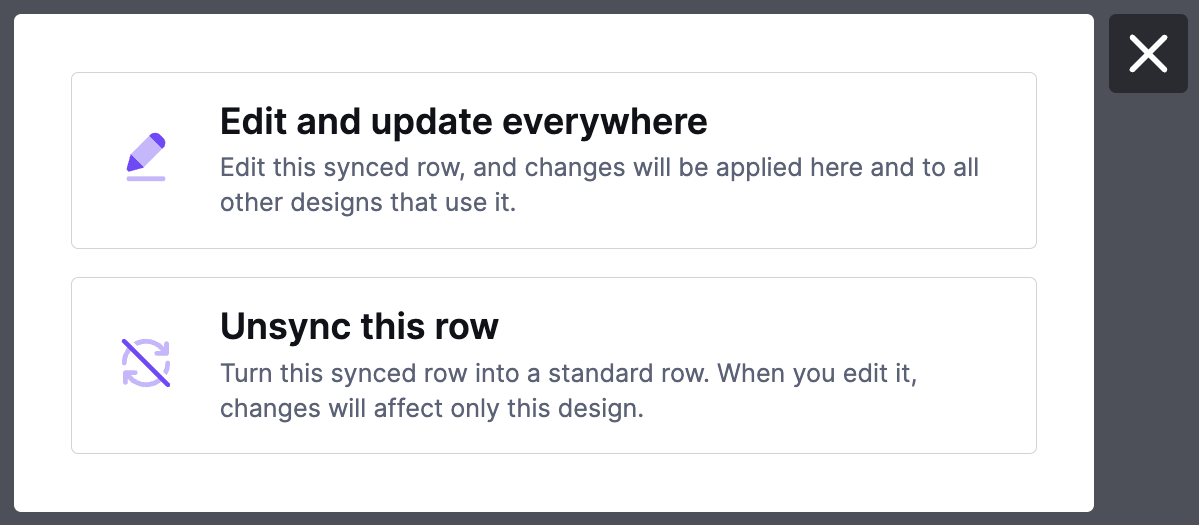 Edit and update everywhere
Edit this synced row, and changes will be applied here and to all
other designs that use it.
Unsync this row
Turn this synced row into a standard row. When you edit it,
changes will affect only this design.